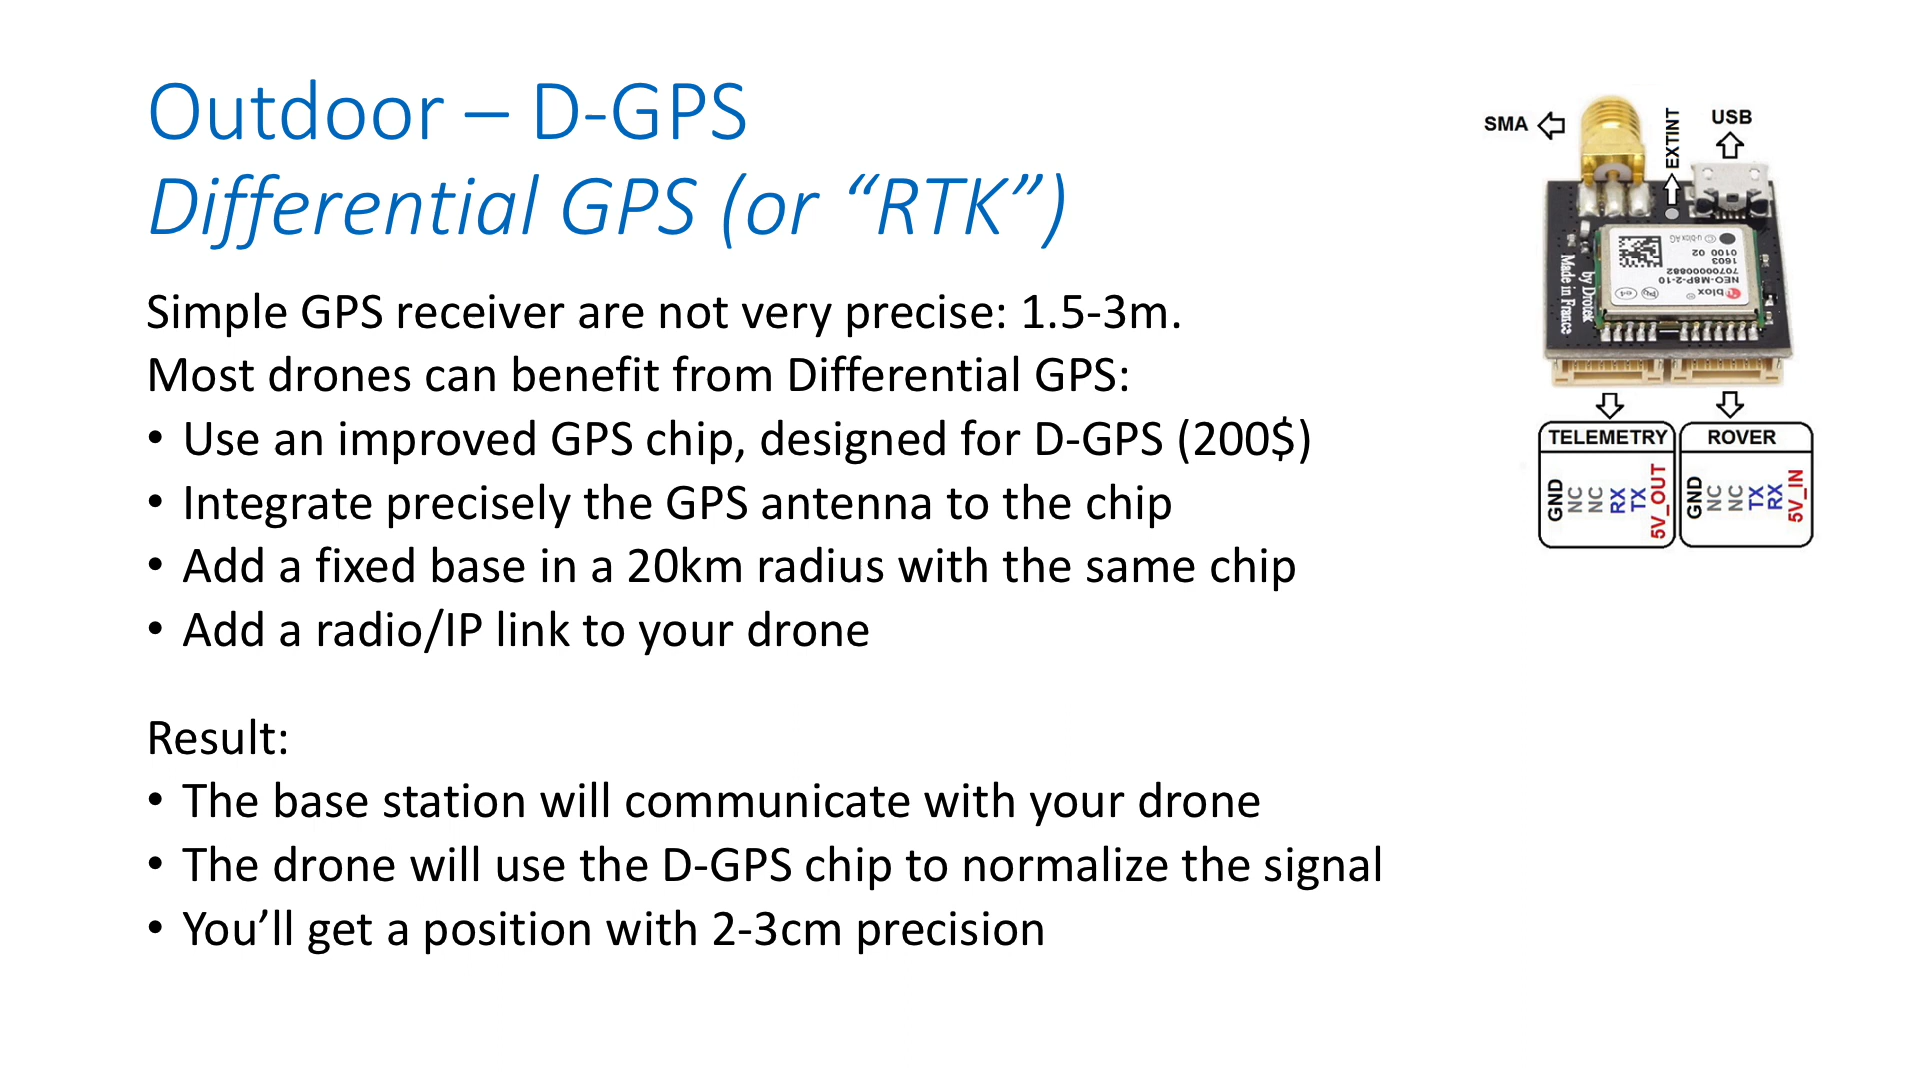 Outdoor – D-GPS
Differential GPS (or “RTK”)
Simple GPS receiver are not very precise: 1.5-3m.
Most drones can benefit from Differential GPS:
• Use an improved GPS chip, designed for D-GPS (200$)
• Integrate precisely the GPS antenna to the chip
• Add a fixed base in a 20km radius with the same chip
• Add a radio/IP link to your drone
Result:
• The base station will communicate with your drone
• The drone will use the D-GPS chip to normalize the signal
• You’ll get a position with 2-3cm precision
SMA
EXTINT
USB
ublox
NEO-M8P-2-10
70700000882
1603
0100 02
© u-blox AG
by Drotek
Made in France
TELEMETRY
GND
NC
NC
RX
TX
5V_OUT
ROVER
GND
NC
NC
TX
RX
5V_IN